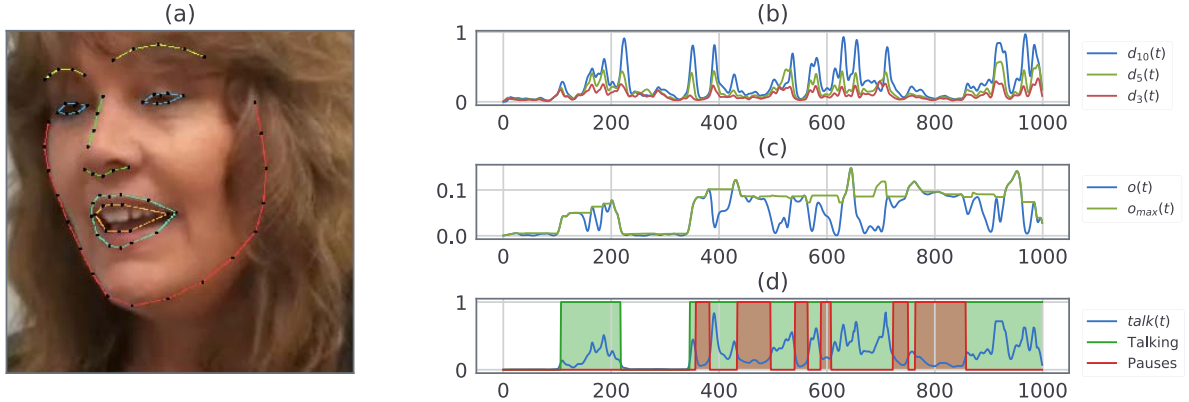 (a)
(b)
1
0
0 200 400 600 800 1000
d10(t)
d5(t)
d3(t)
(c)
0.1
0.0
0 200 400 600 800 1000
o(t)
omax(t)
(d)
1
0
0 200 400 600 800 1000
talk(t)
Talking
Pauses